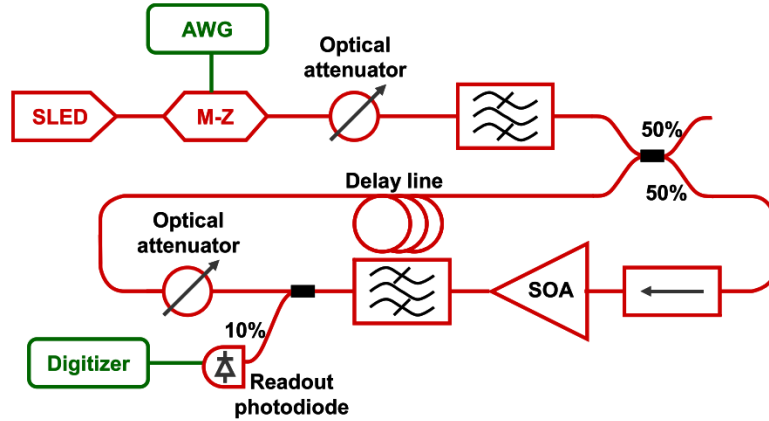 AWG
Optical
attenuator
SLED
M-Z
50%
50%
Delay line
Optical
attenuator
SOA
10%
Digitizer
Readout
photodiode